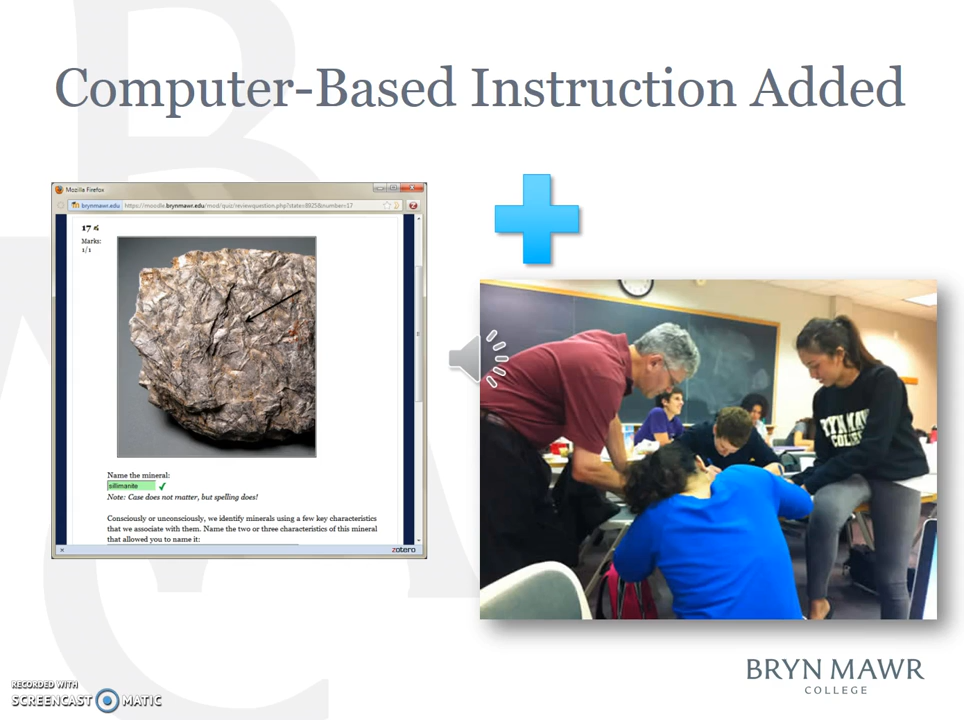 Computer-Based Instruction Added
Mozilla Firefox
brynmawr.edu https://moodle.brynmawr.edu/mod/quiz/reviewquestion.php?state=8925&number=17
17
Marks:
1/1
Name the mineral:
sillimanite
Note: Case does not matter, but spelling does!
Consciously or unconsciously, we identify minerals using a few key characteristics
that we associate with them. Name the two or three characteristics of this mineral
that allowed you to name it:
zotero
BRYN MAWR
COLLEGE
BRYN MAWR
COLLEGE
RECORDED WITH
SCREENCAST MATIC